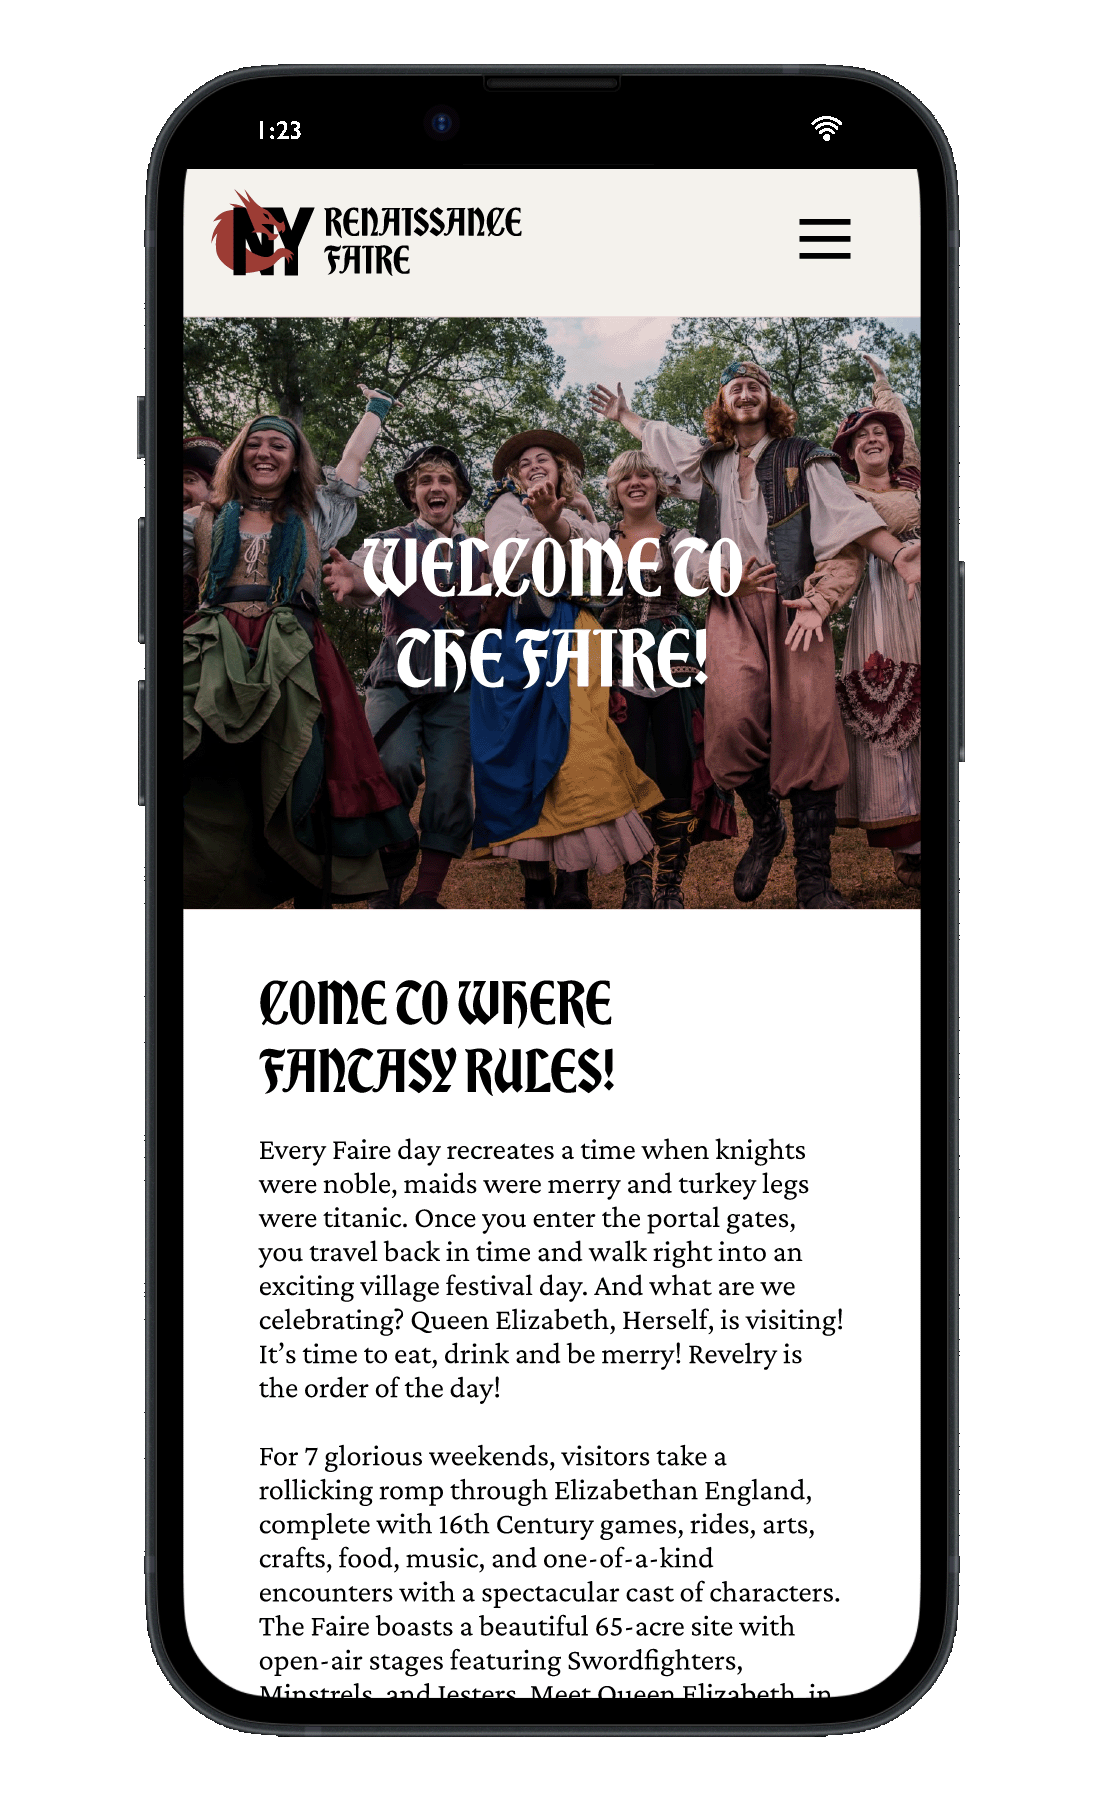 1:23
NY RENAISSANCE
FAIRE
WELCOME TO
THE FAIRE!
COME TO WHERE
FANTASY RULES!
Every Faire day recreates a time when knights
were noble, maids were merry and turkey legs
were titanic. Once you enter the portal gates,
you travel back in time and walk right into an
exciting village festival day. And what are we
celebrating? Queen Elizabeth, Herself, is visiting!
It’s time to eat, drink and be merry! Revelry is
the order of the day!
For 7 glorious weekends, visitors take a
rollicking romp through Elizabethan England,
complete with 16th Century games, rides, arts,
crafts, food, music, and one-of-a-kind
encounters with a spectacular cast of characters.
The Faire boasts a beautiful 65-acre site with
open-air stages featuring Swordfighters,
Minstrels, and Jesters. Meet Queen Elizabeth, in